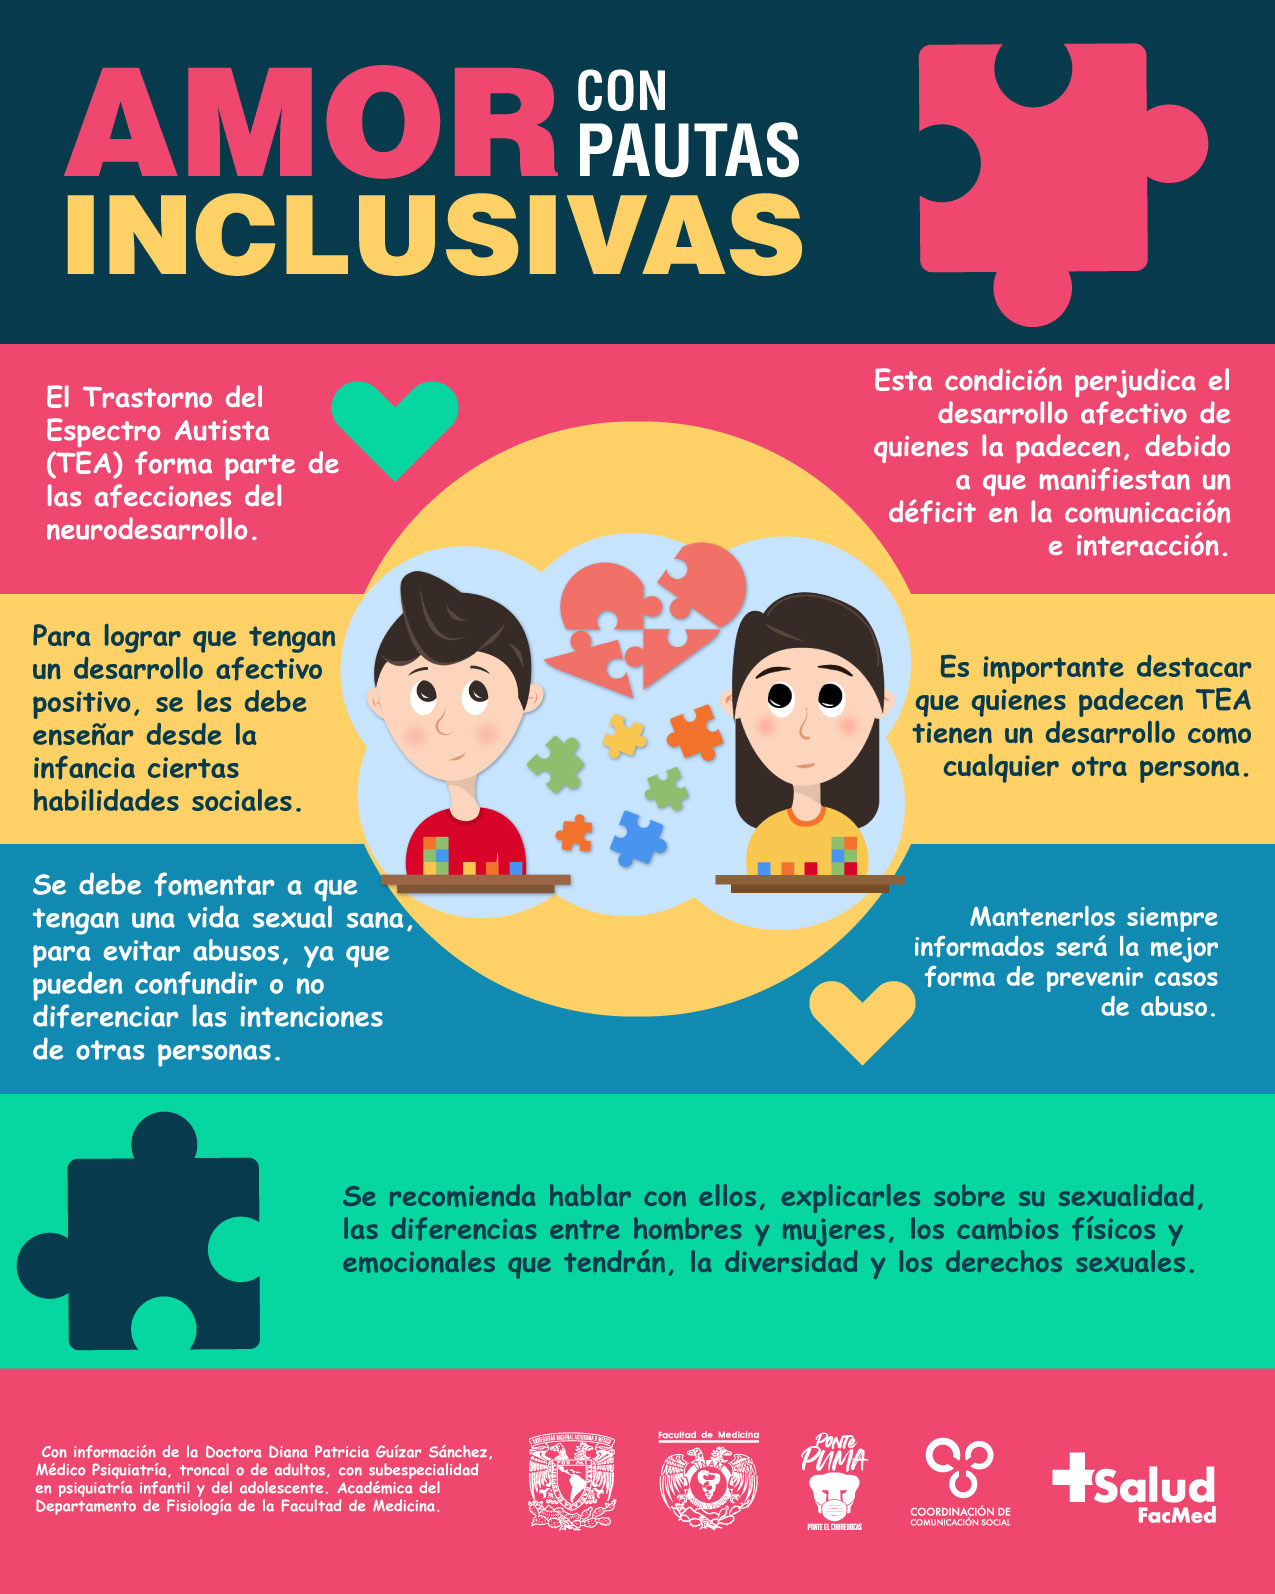 AMOR CON
PAUTAS
INCLUSIVAS
El Trastorno del
Espectro Autista
(TEA) forma parte de
las afecciones del
neurodesarrollo.
Esta condición perjudica el
desarrollo afectivo de
quienes la padecen, debido
a que manifiestan un
déficit en la comunicación
e interacción.
Para lograr que tengan
un desarrollo afectivo
positivo, se les debe
enseñar desde la
infancia ciertas
habilidades sociales.
Es importante destacar
que quienes padecen TEA
tienen un desarrollo como
cualquier otra persona.
Se debe fomentar a que
tengan una vida sexual sana,
para evitar abusos, ya que
pueden confundir o no
diferenciar las intenciones
de otras personas.
Mantenerlos siempre
informados será la mejor
forma de prevenir casos
de abuso.
Se recomienda hablar con ellos, explicarles sobre su sexualidad,
las diferencias entre hombres y mujeres, los cambios físicos y
emocionales que tendrán, la diversidad y los derechos sexuales.
Con información de la Doctora Diana Patricia Guízar Sánchez,
Médico Psiquiatría, troncal o de adultos, con subespecialidad
en psiquiatría infantil y del adolescente. Académica del
Departamento de Fisiología de la Facultad de Medicina.
Facultad de Medicina
PONTE
PUMA
PONTE EL CUBREBOCAS
COORDINACIÓN DE
COMUNICACIÓN SOCIAL
Salud
FacMed